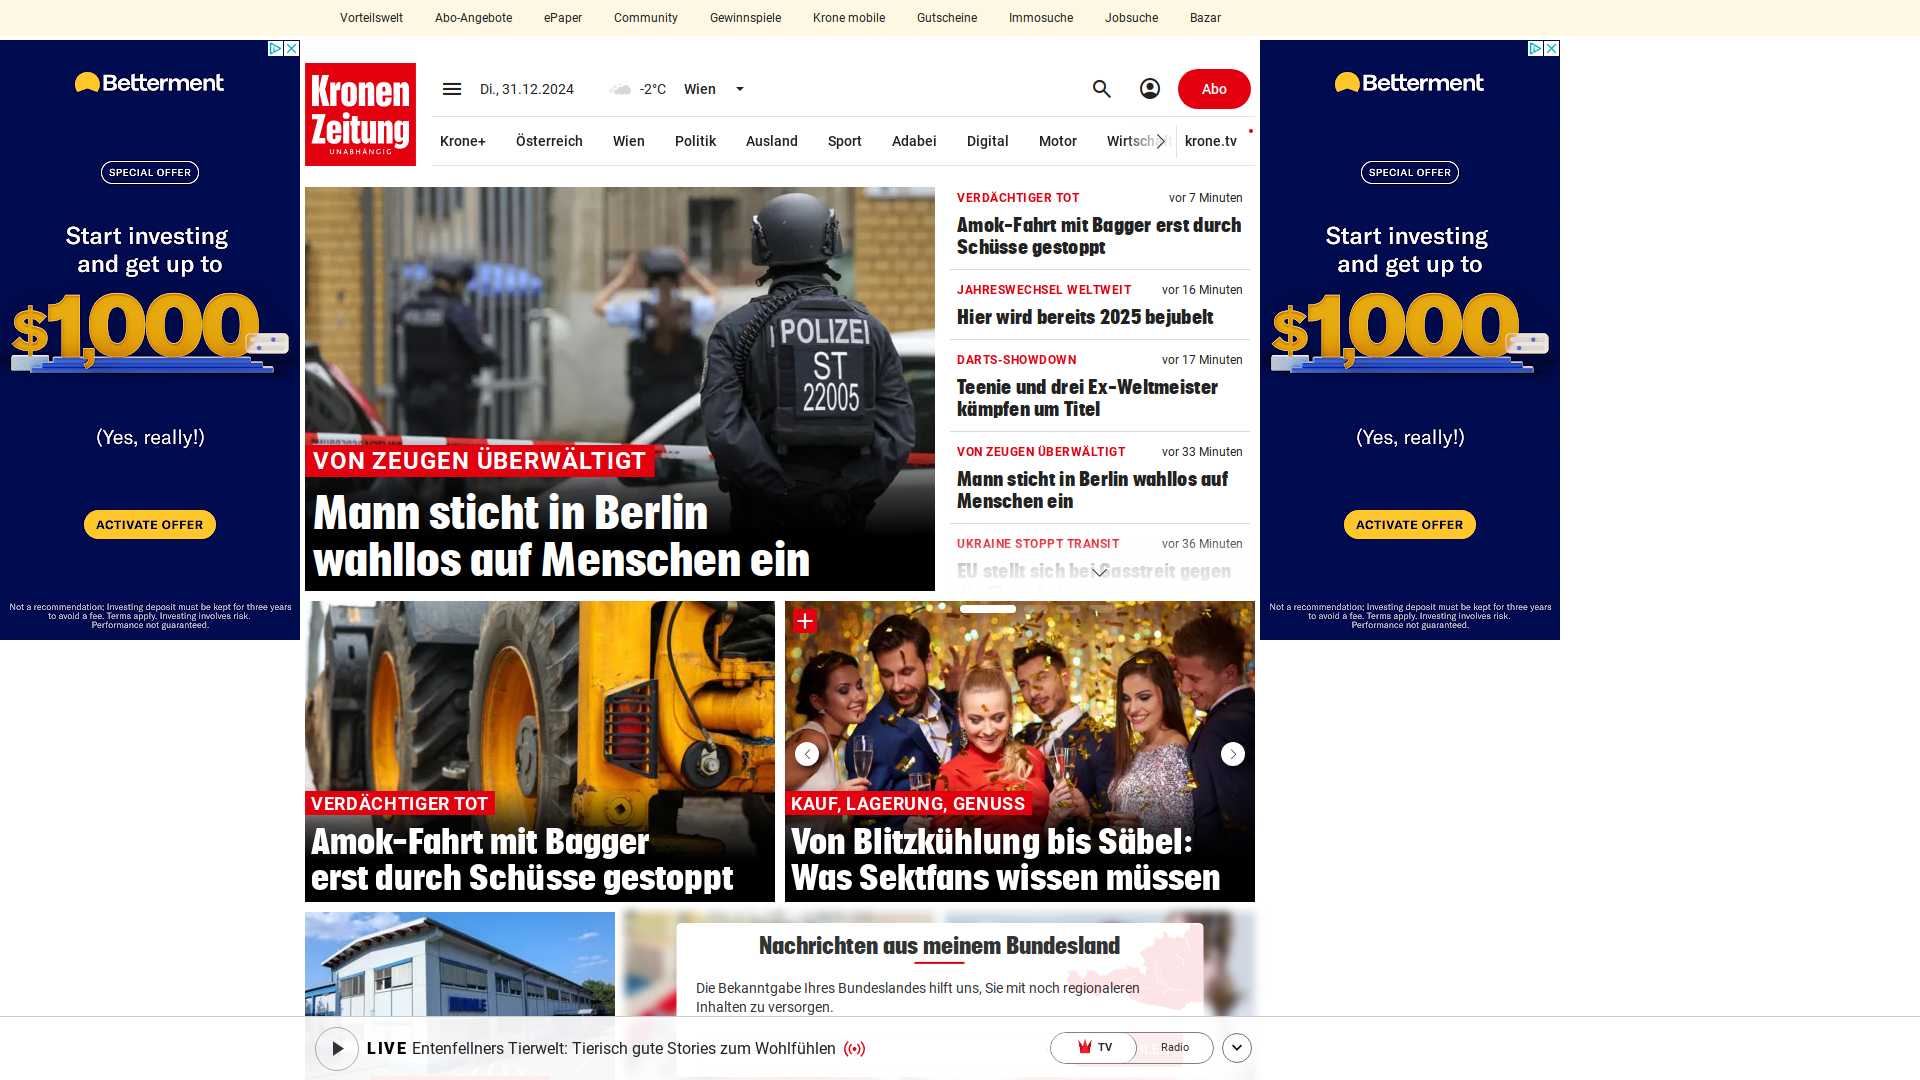 Vorteilswelt Abo-Angebote ePaper Community Gewinnspiele Krone mobile Gutscheine Immosuche Jobsuche Bazar
Betterment
SPECIAL OFFER
Start investing
and get up to
$1,000
(Yes, really!)
ACTIVATE OFFER
Not a recommendation; Investing deposit must be kept for three years
to avoid a fee. Terms apply. Investing involves risk.
Performance not guaranteed.
Kronen
Zeitung
UNABHÄNGIG
Di., 31.12.2024 -2°C Wien
Abo
Krone+ Österreich Wien Politik Ausland Sport Adabei Digital Motor Wirtschaft krone.tv
POLIZEI
ST
22005
VON ZEUGEN ÜBERWÄLTIGT
Mann sticht in Berlin
wahllos auf Menschen ein
VERDÄCHTIGER TOT vor 7 Minuten
Amok-Fahrt mit Bagger erst durch
Schüsse gestoppt
JAHRESWECHSEL WELTWEIT vor 16 Minuten
Hier wird bereits 2025 bejubelt
DARTS-SHOWDOWN vor 17 Minuten
Teenie und drei Ex-Weltmeister
kämpfen um Titel
VON ZEUGEN ÜBERWÄLTIGT vor 33 Minuten
Mann sticht in Berlin wahllos auf
Menschen ein
UKRAINE STOPPT TRANSIT vor 36 Minuten
EU stellt sich bei Gasstreit gegen
VERDÄCHTIGER TOT
Amok-Fahrt mit Bagger
erst durch Schüsse gestoppt
KAUF, LAGERUNG, GENUSS
Von Blitzkühlung bis Säbel:
Was Sektfans wissen müssen
Betterment
SPECIAL OFFER
Start investing
and get up to
$1,000
(Yes, really!)
ACTIVATE OFFER
Not a recommendation; Investing deposit must be kept for three years
to avoid a fee. Terms apply. Investing involves risk.
Performance not guaranteed.
Nachrichten aus meinem Bundesland
Die Bekanntgabe Ihres Bundeslandes hilft uns, Sie mit noch regionaleren
Inhalten zu versorgen.
LIVE Entenfellners Tierwelt: Tierisch gute Stories zum Wohlfühlen
TV Radio